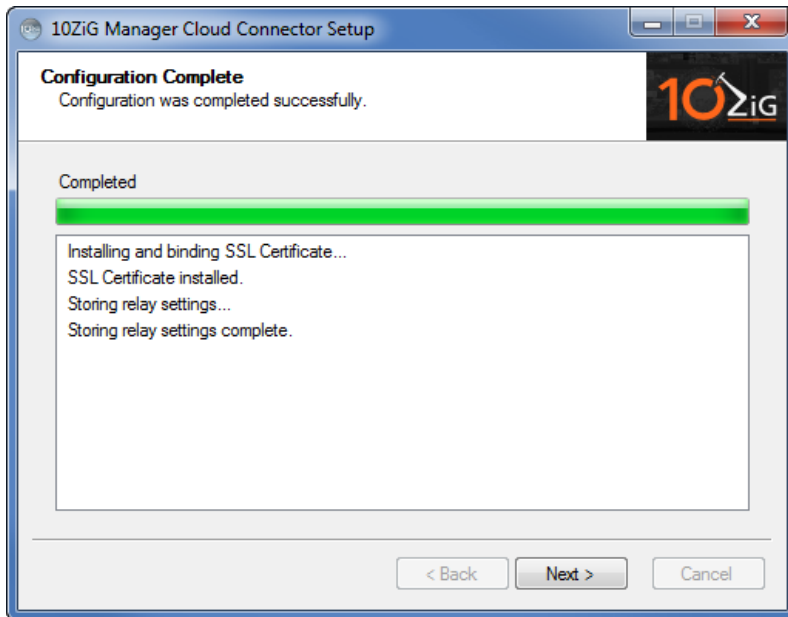 10ZiG Manager Cloud Connector Setup
Configuration Complete
Configuration was completed successfully.
10ZiG
Completed
Installing and binding SSL Certificate...
SSL Certificate installed.
Storing relay settings...
Storing relay settings complete.
< Back
Next >
Cancel